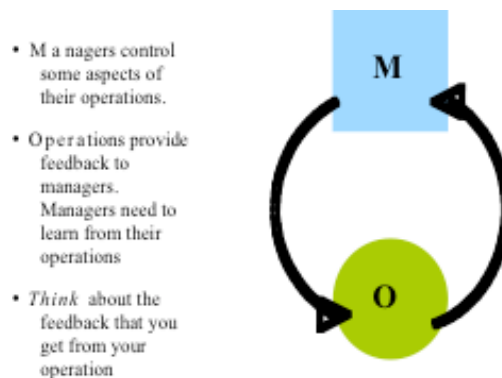 • M a nagers control
some aspects of
their operations.
• Operations provide
feedback to
managers.
Managers need to
learn from their
operations
• Think about the
feedback that you
get from your
operation
M
O